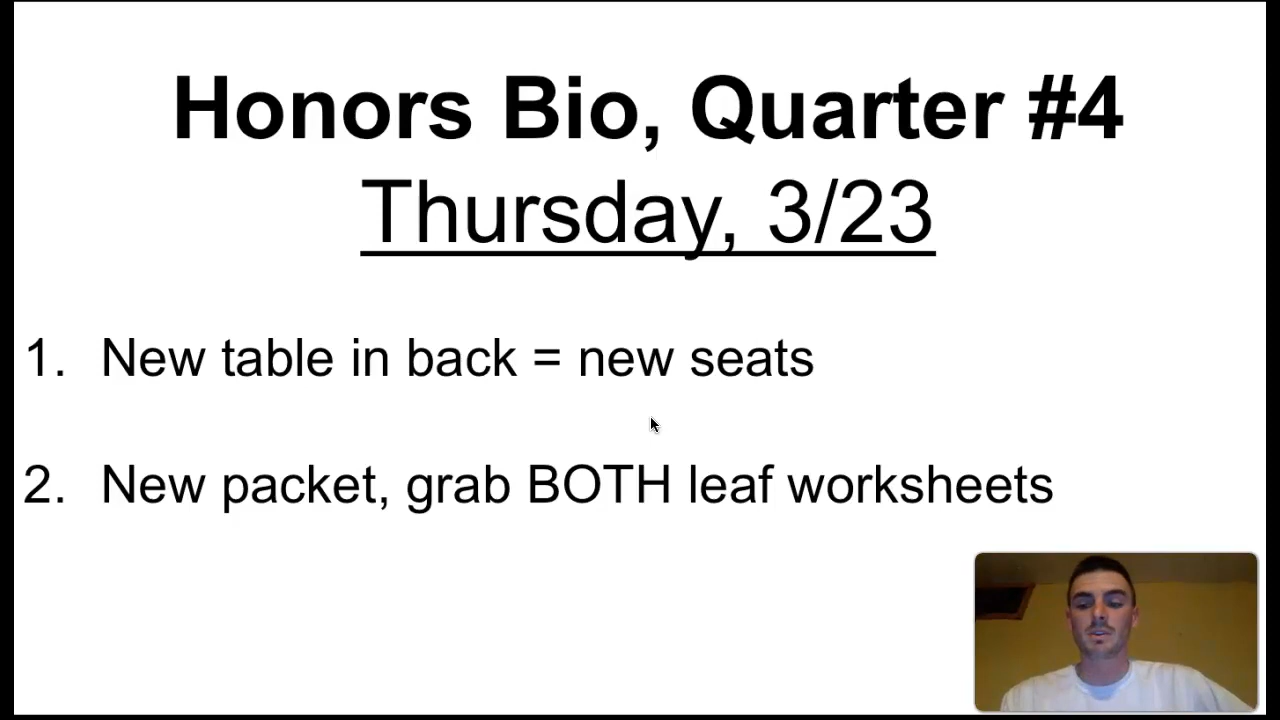 Honors Bio, Quarter #4
Thursday, 3/23
1. New table in back = new seats
2. New packet, grab BOTH leaf worksheets